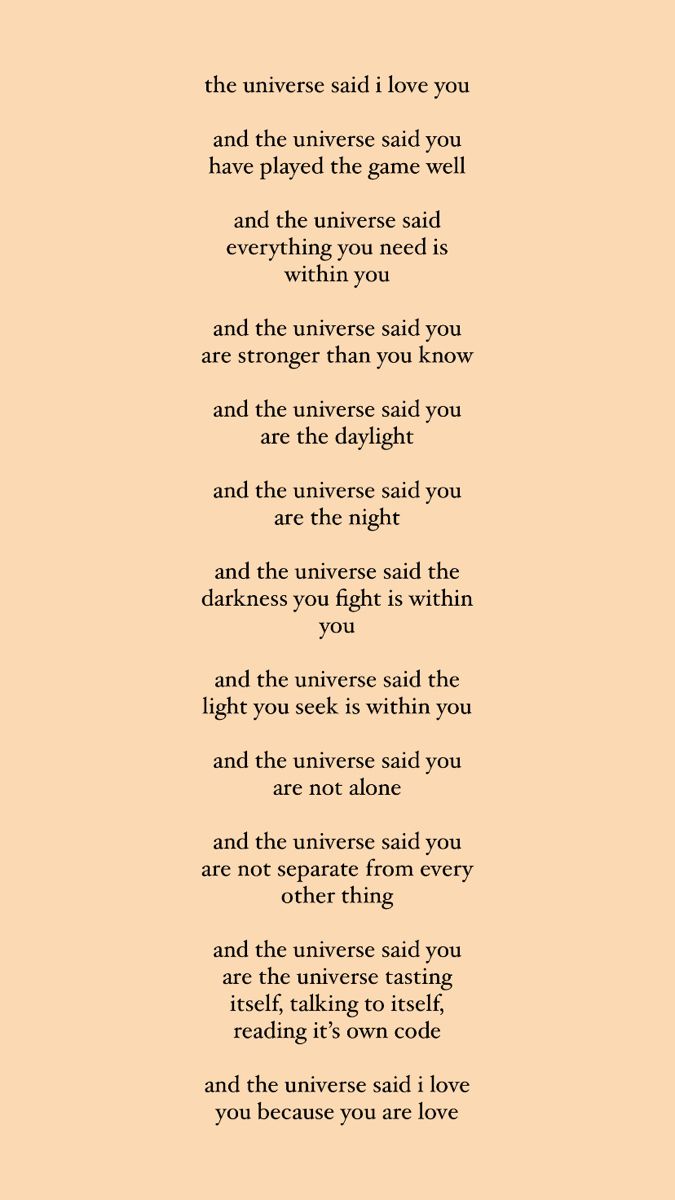 the universe said i love you
and the universe said you
have played the game well
and the universe said
everything you need is
within you
and the universe said you
are stronger than you know
and the universe said you
are the daylight
and the universe said you
are the night
and the universe said the
darkness you fight is within
you
and the universe said the
light you seek is within you
and the universe said you
are not alone
and the universe said you
are not separate from every
other thing
and the universe said you
are the universe tasting
itself, talking to itself,
reading it’s own code
and the universe said i love
you because you are love